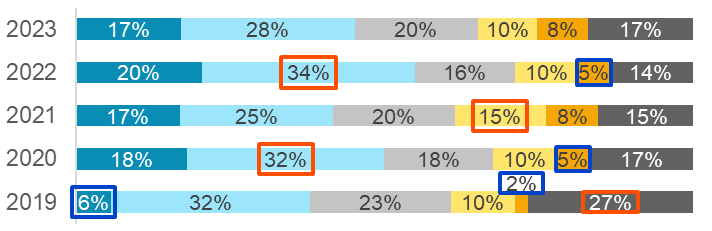 2023 17% 28% 20% 10% 8% 17%
2022 20% 34% 16% 10% 5% 14%
2021 17% 25% 20% 15% 8% 15%
2020 18% 32% 18% 10% 5% 17%
2%
2019 6% 32% 23% 10% 27%